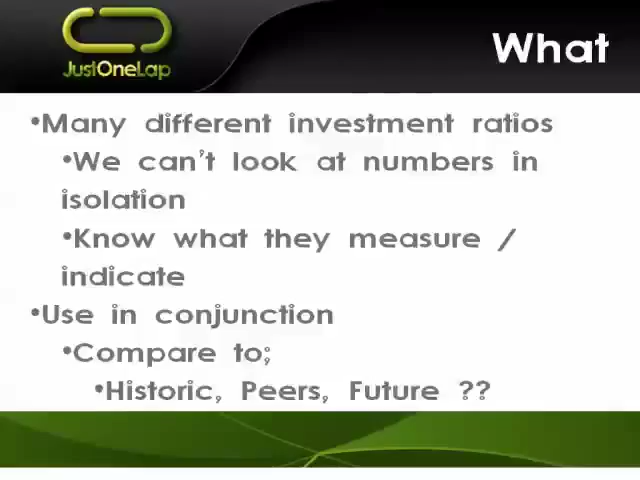 JustOneLap
What
•Many different investment ratios
•We can't look at numbers in
isolation
•Know what they measure /
indicate
•Use in conjunction
•Compare to;
•Historic, Peers, Future ??